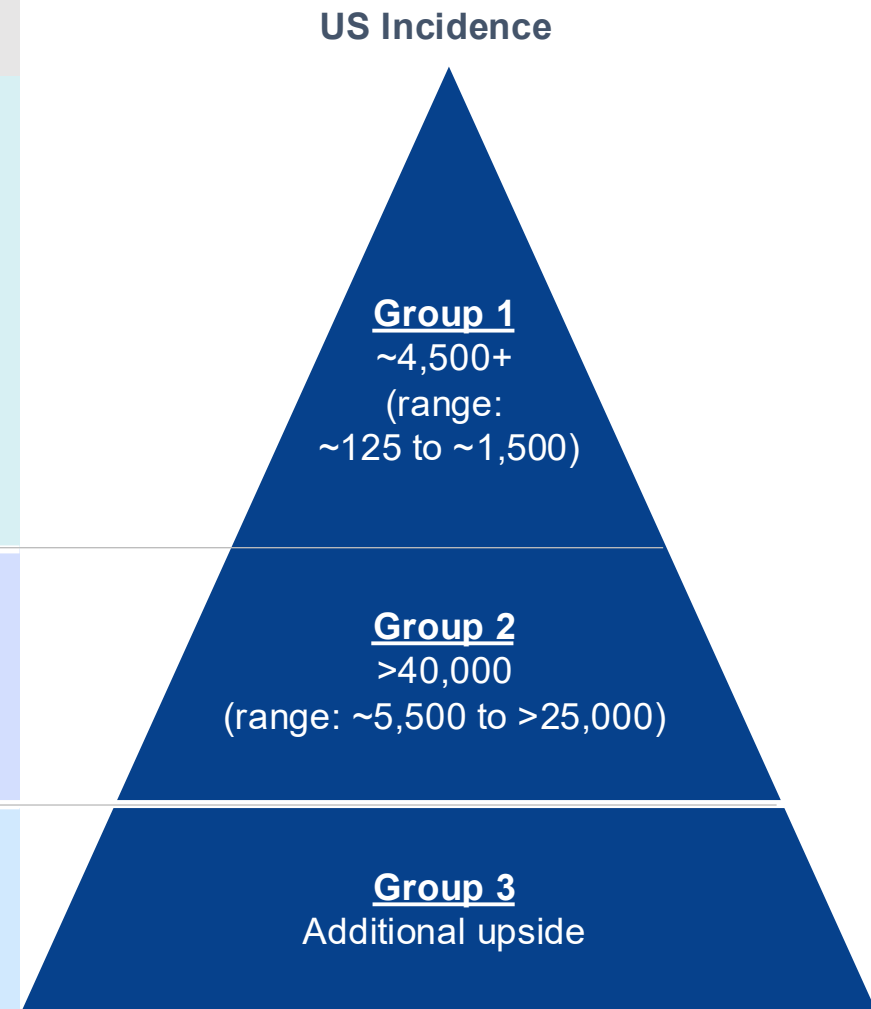 US Incidence
Group 1
~4,500+
(range:
~125 to ~1,500)
Group 2
>40,000
(range: ~5,500 to >25,000)
Group 3
Additional upside